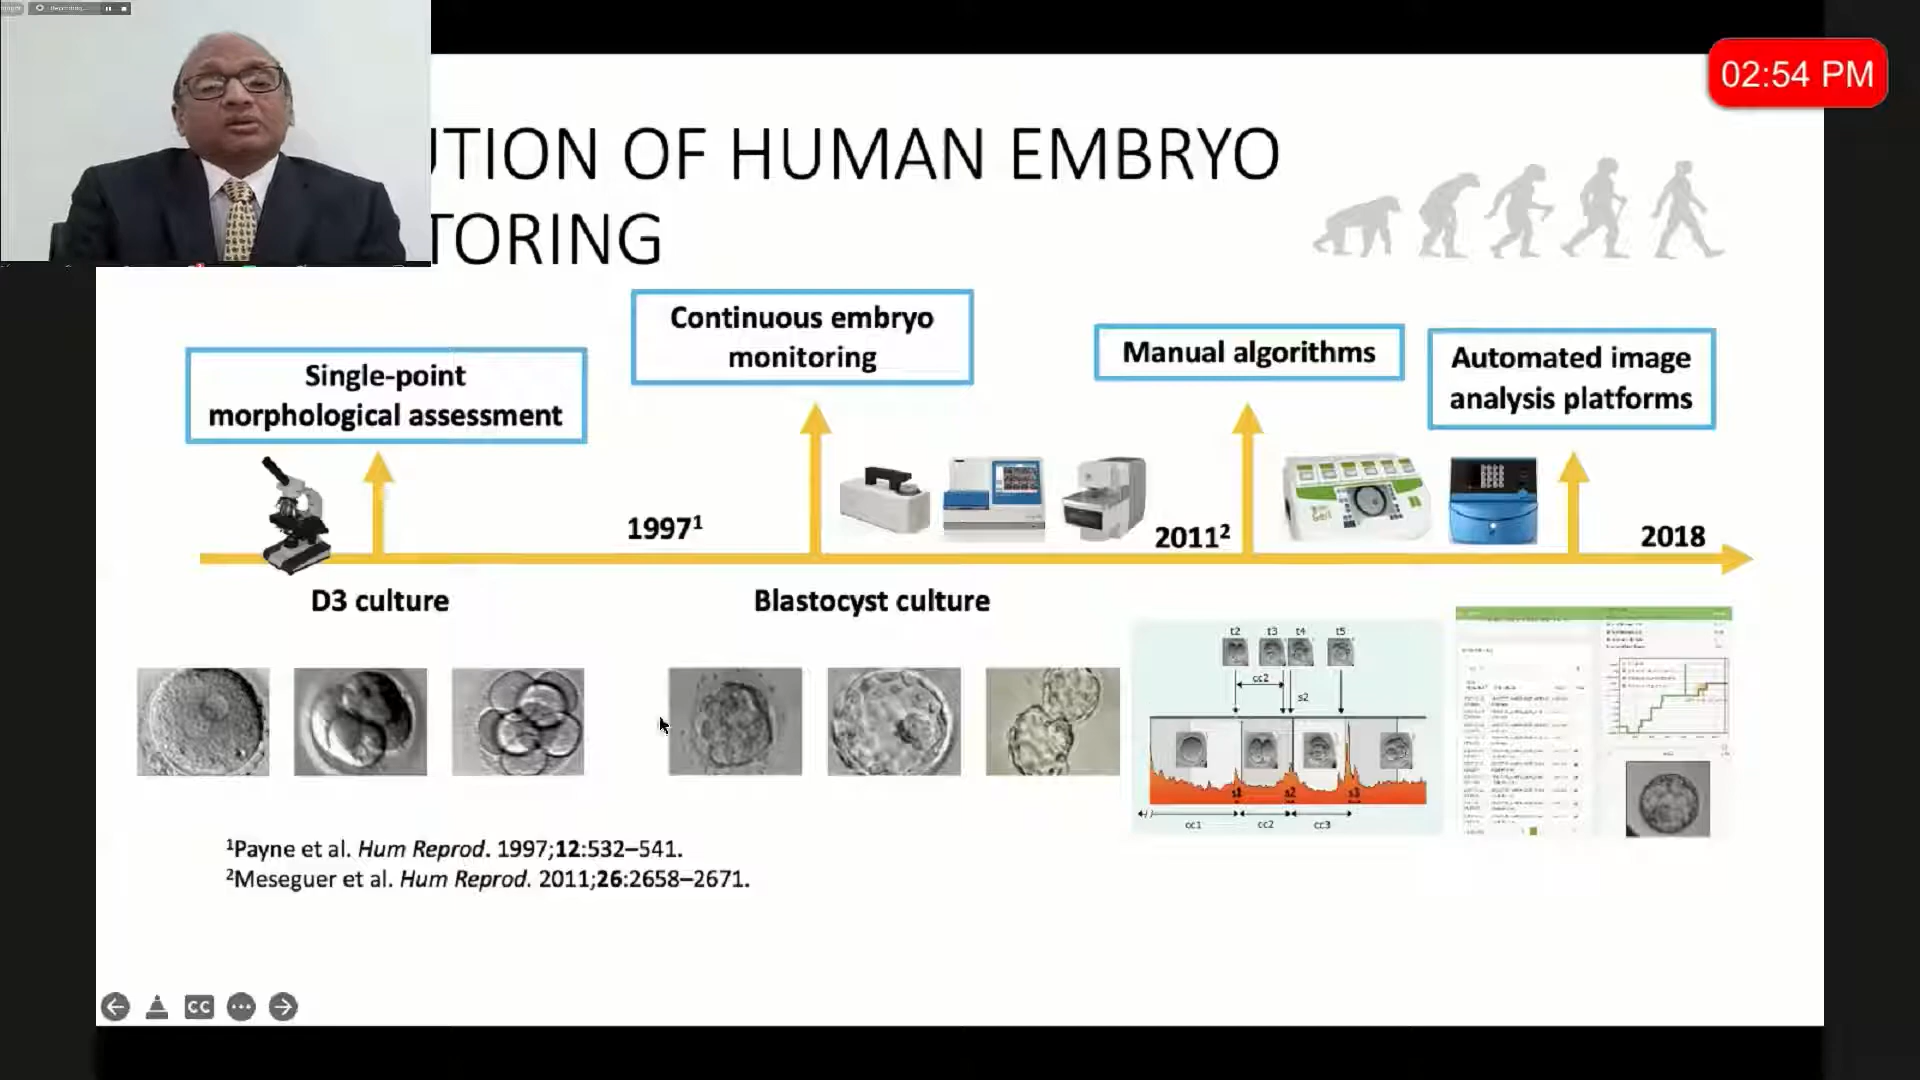 02:54 PM
UTION OF HUMAN EMBRYO
TORING
Continuous embryo
monitoring
Manual algorithms
Automated image
analysis platforms
Single-point
morphological assessment
1997¹
2011²
2018
D3 culture
Blastocyst culture
t2 t3 t4 t5
cc2
s2
s1 s2 s3
cc1 cc2 cc3
¹Payne et al. Hum Reprod. 1997;12:532–541.
²Meseguer et al. Hum Reprod. 2011;26:2658–2671.
CC